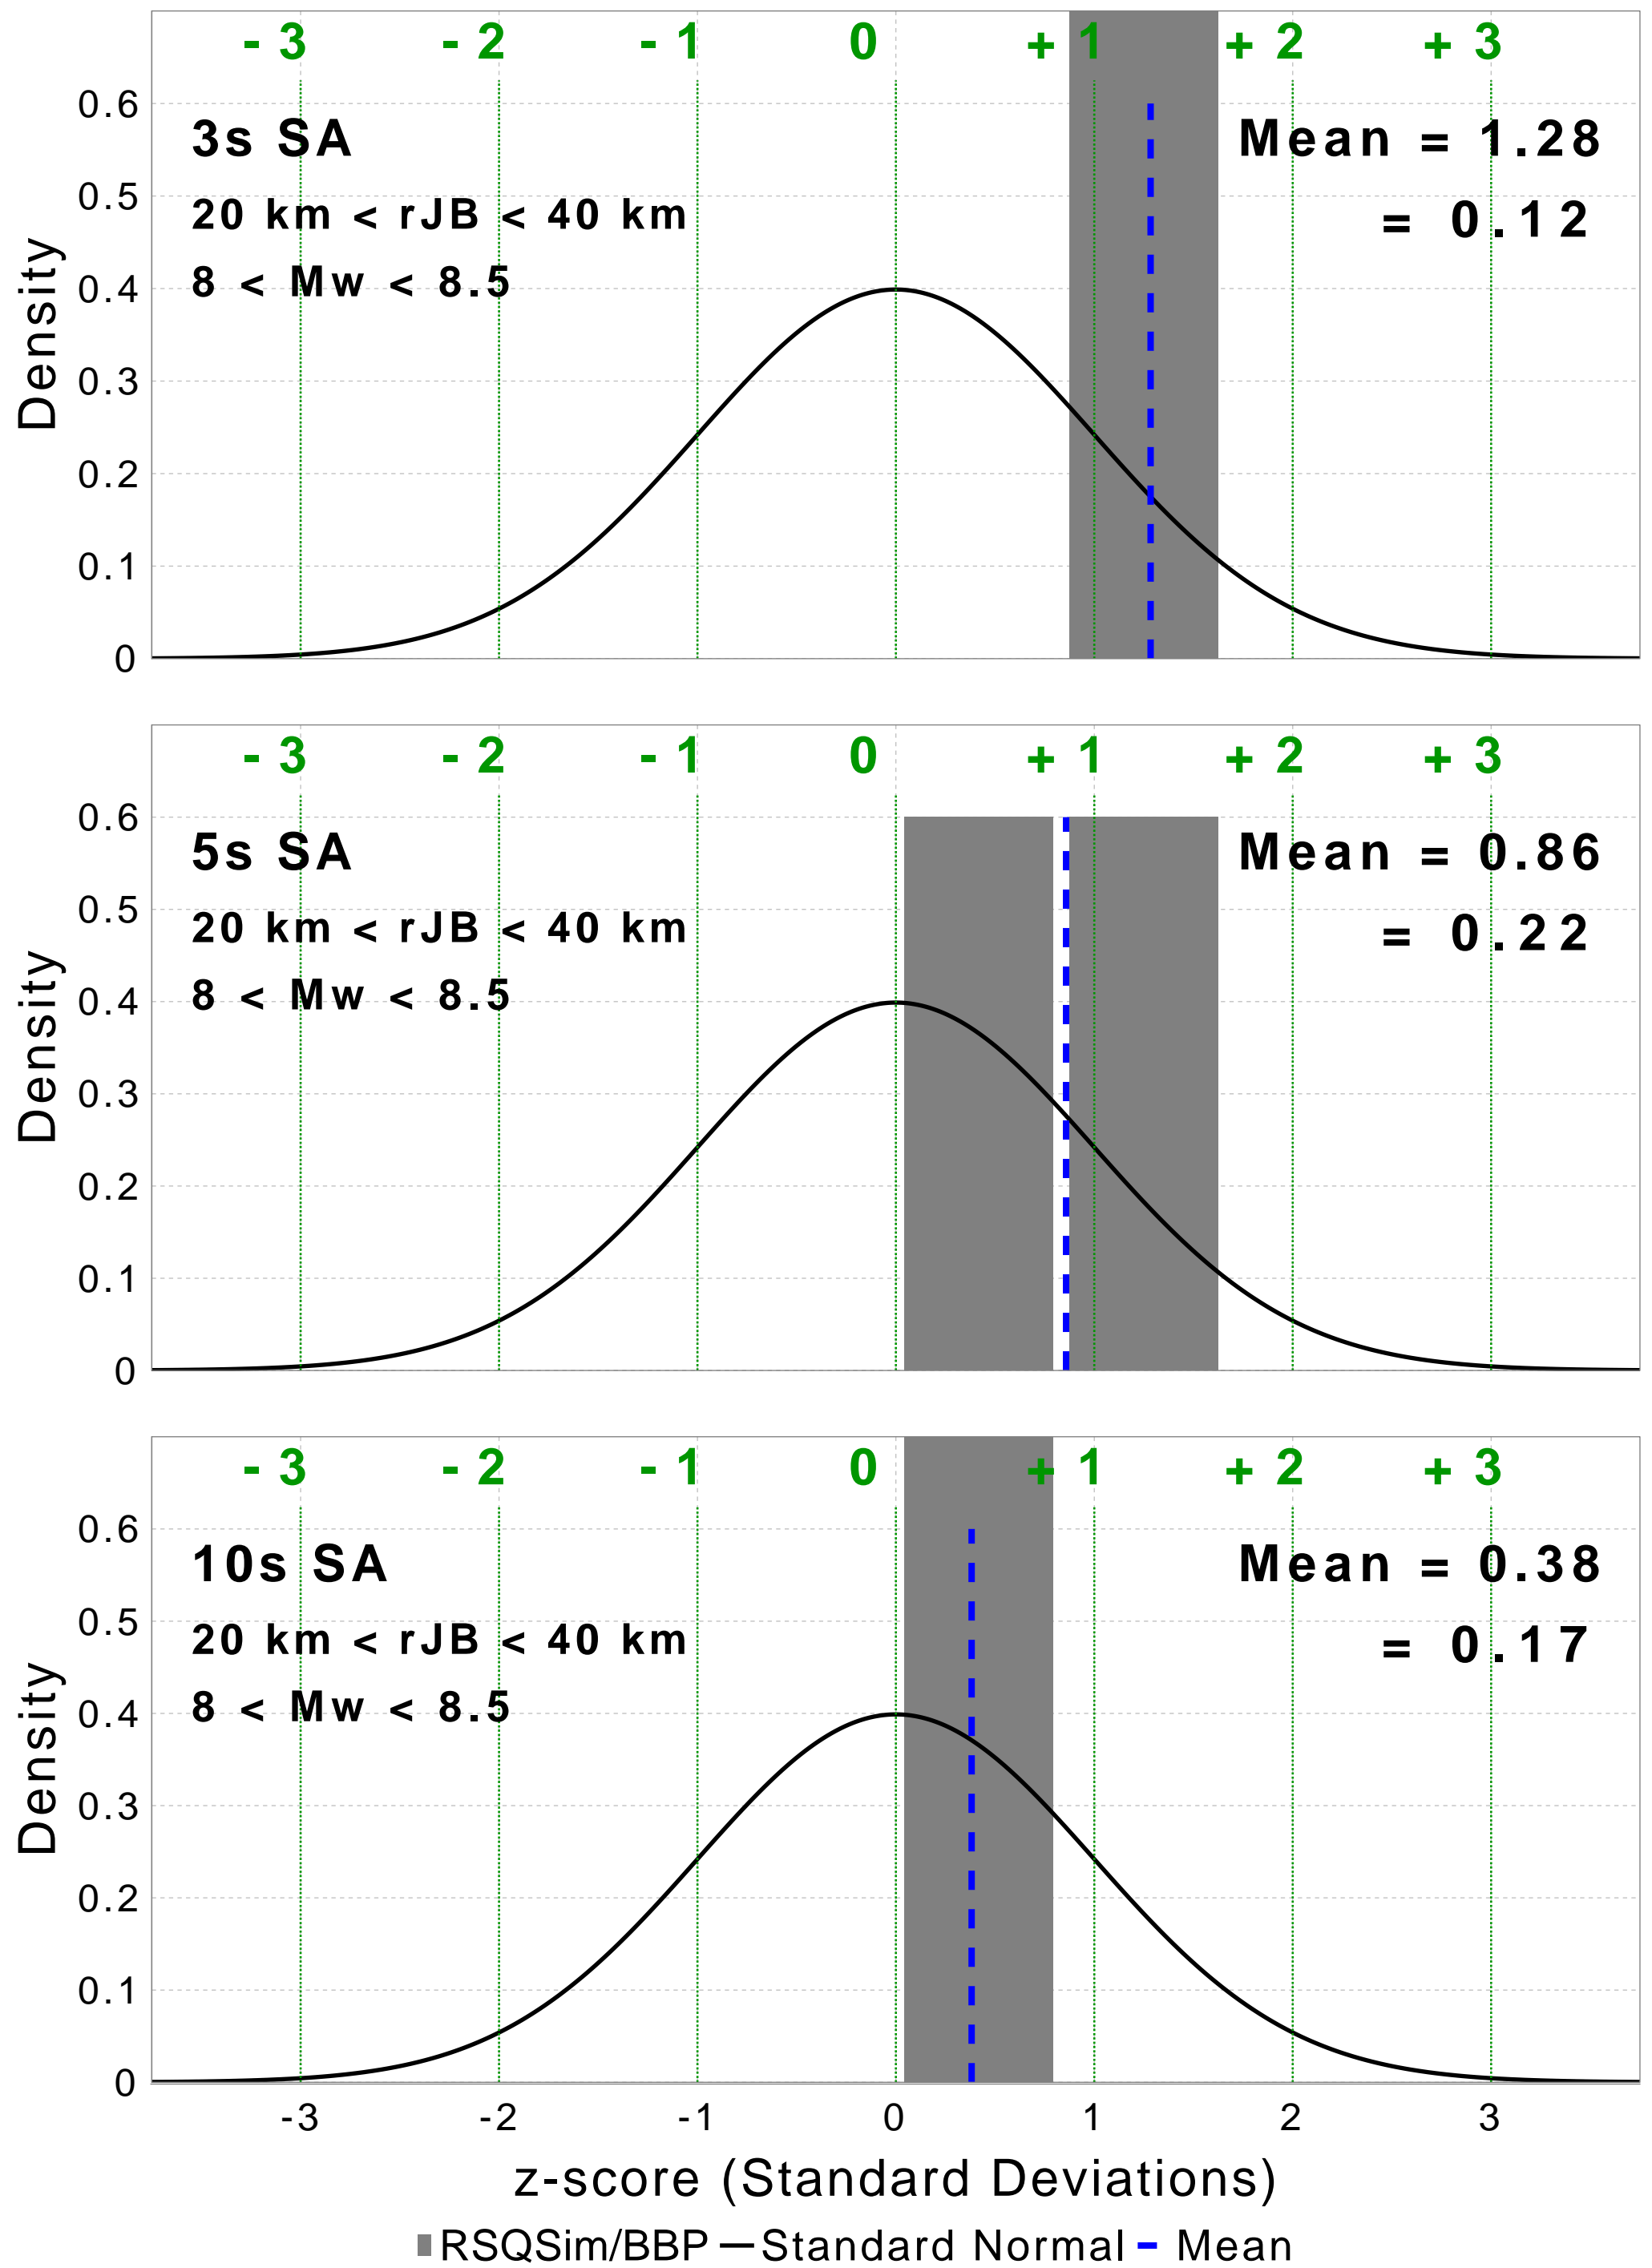 - 3 - 2 - 1 0 + 1 + 2 + 3
0.6
3s SA
Mean = 1.28
0.5
20 km < rJB < 40 km
= 0.12
8 < Mw < 8.5
0.4
0.3
0.2
0.1
0
Density
- 3 - 2 - 1 0 + 1 + 2 + 3
0.6
5s SA
Mean = 0.86
0.5
20 km < rJB < 40 km
= 0.22
8 < Mw < 8.5
0.4
0.3
0.2
0.1
0
Density
- 3 - 2 - 1 0 + 1 + 2 + 3
0.6
10s SA
Mean = 0.38
0.5
20 km < rJB < 40 km
= 0.17
8 < Mw < 8.5
0.4
0.3
0.2
0.1
0
Density
-3 -2 -1 0 1 2 3
z-score (Standard Deviations)
RSQSim/BBP Standard Normal Mean